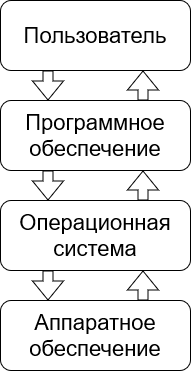 Пользователь
Программное
обеспечение
Операционная
система
Аппаратное
обеспечение